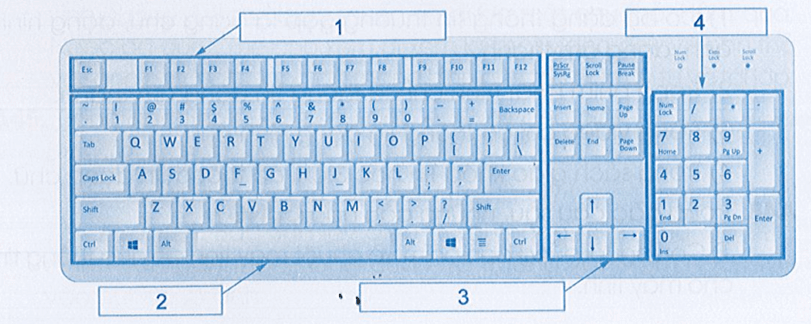 1
4
Esc F1 F2 F3 F4 F5 F6 F7 F8 F9 F10 F11 F12 PrScr SysRq Scroll Lock Pause Break Num Lock Caps Lock Scroll Lock
~ ! 1 @ 2 # 3 $ 4 % 5 ^ 6 & 7 * 8 ( 9 ) 0 - + = Backspace Insert Home Page Up Num Lock / * -
Tab Q W E R T Y U I O P { [ } ] | \ Delete End Page Down 7 Home 8 9 Pg Up +
Caps Lock A S D F G H J K L : ; " , Enter 4 5 6
Shift Z X C V B N M < , > . ? / Shift ↑ 1 End 2 3 Pg Dn Enter
Ctrl Alt Alt Ctrl ← ↓ → 0 Ins Del
2
3